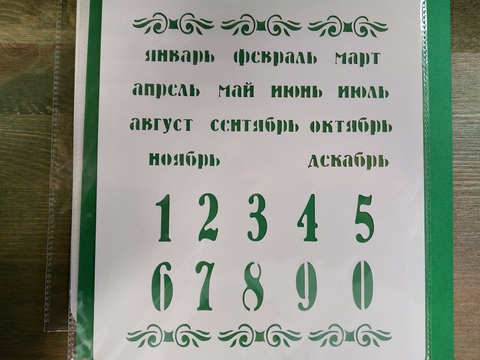 январь февраль март
апрель май июнь июль
август сентябрь октябрь
ноябрь декабрь
1 2 3 4 5
6 7 8 9 0